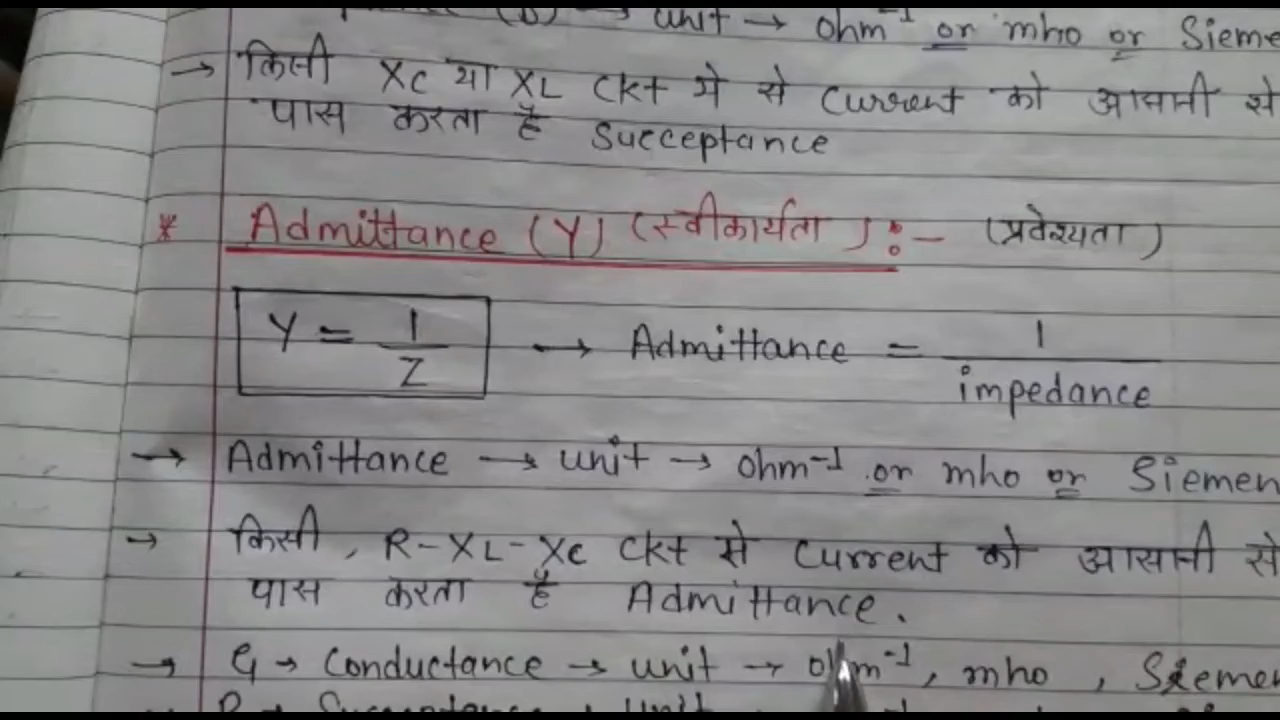 (B) → unit → ohm⁻¹ or mho or Sieme
→ किसी XC या XL Ckt मे से Current को आसानी से
पास करता है Succeptance
* Admittance (Y) (स्वीकार्यता) :- (प्रवेश्यता)
Y = 1/Z → Admittance = 1/impedance
→ Admittance → unit → ohm⁻¹ or mho or Siemen
→ किसी, R-XL-XC Ckt से Current को आसानी से
पास करता है Admittance.
→ G → Conductance → unit → ohm⁻¹, mho, Siemen